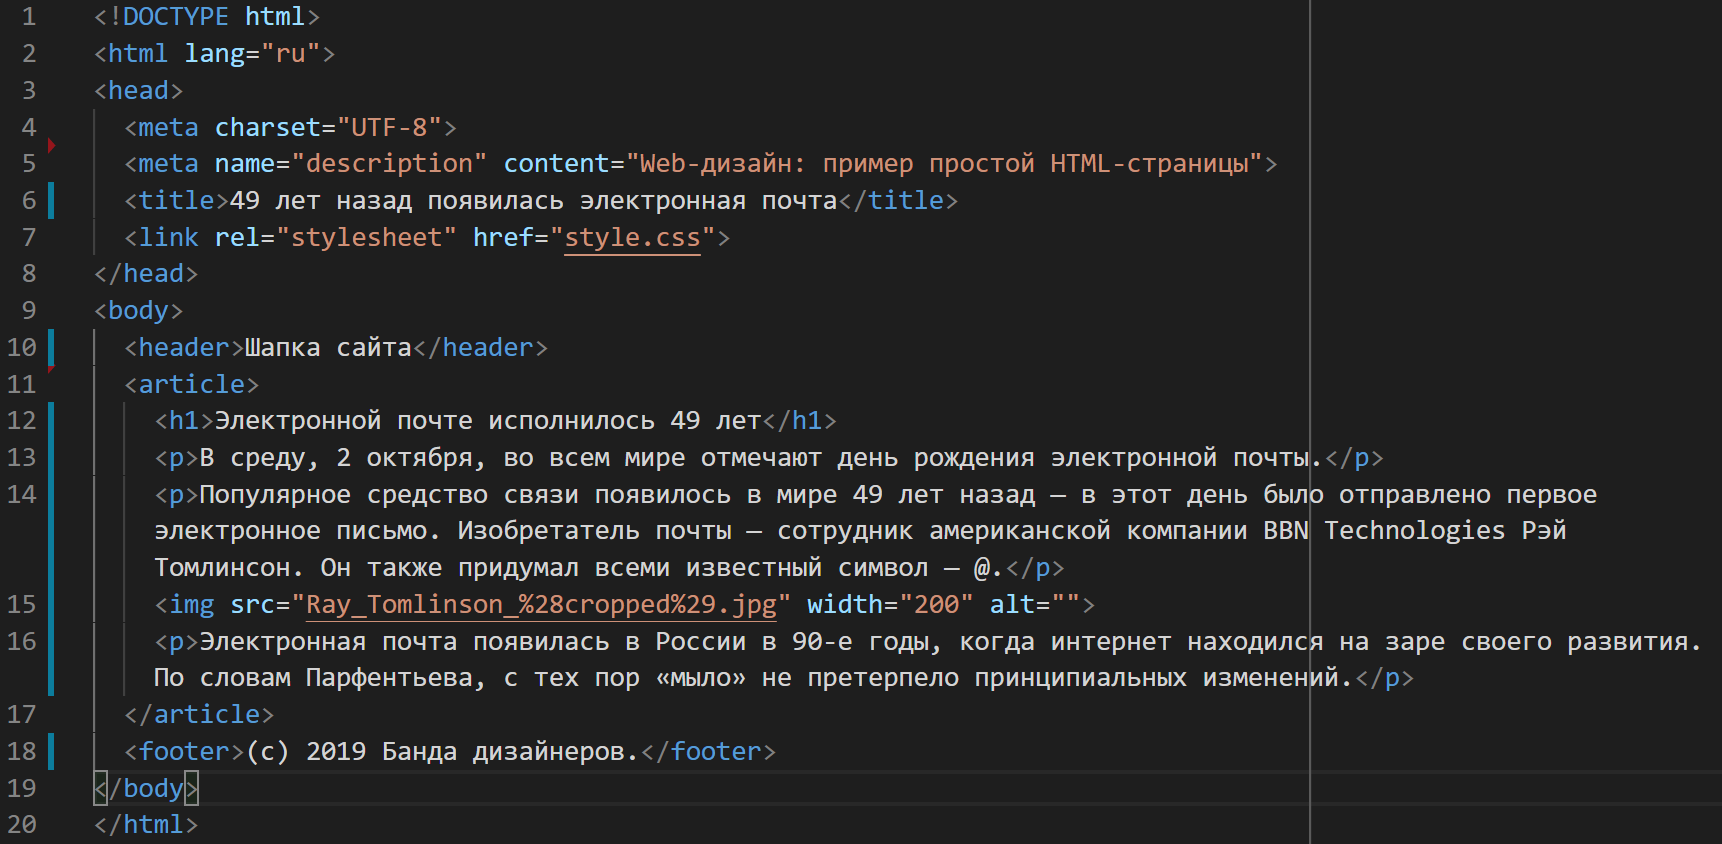 1 <!DOCTYPE html>
2 <html lang="ru">
3 <head>
4   <meta charset="UTF-8">
5   <meta name="description" content="Web-дизайн: пример простой HTML-страницы">
6   <title>49 лет назад появилась электронная почта</title>
7   <link rel="stylesheet" href="style.css">
8 </head>
9 <body>
10   <header>Шапка сайта</header>
11   <article>
12     <h1>Электронной почте исполнилось 49 лет</h1>
13     <p>В среду, 2 октября, во всем мире отмечают день рождения электронной почты.</p>
14     <p>Популярное средство связи появилось в мире 49 лет назад — в этот день было отправлено первое
электронное письмо. Изобретатель почты — сотрудник американской компании BBN Technologies Рэй
Томлинсон. Он также придумал всеми известный символ — @.</p>
15     <img src="Ray_Tomlinson_%28cropped%29.jpg" width="200" alt="">
16     <p>Электронная почта появилась в России в 90-е годы, когда интернет находился на заре своего развития.
По словам Парфентьева, с тех пор «мыло» не претерпело принципиальных изменений.</p>
17   </article>
18   <footer>(c) 2019 Банда дизайнеров.</footer>
19 </body>
20 </html>